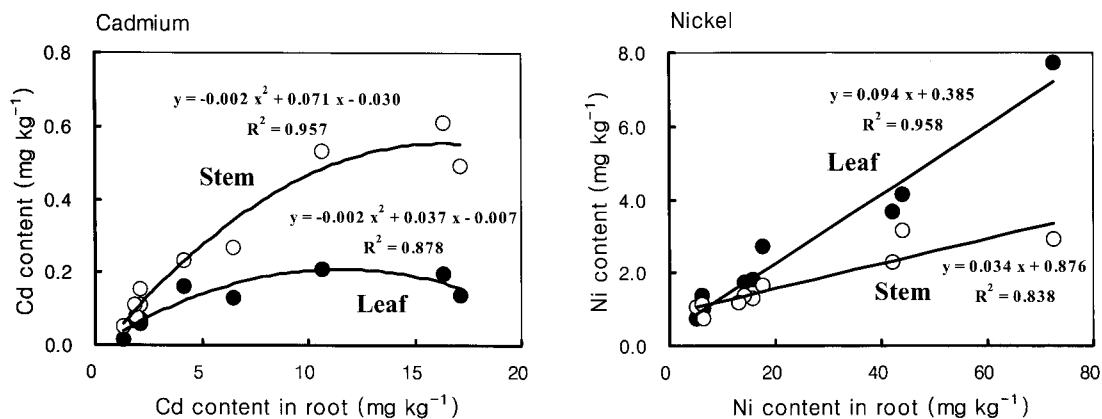 Cadmium
0.8
0.6
0.4
0.2
0.0
Cd content (mg kg⁻¹)
y = -0.002 x² + 0.071 x - 0.030
R² = 0.957
Stem
y = -0.002 x² + 0.037 x - 0.007
R² = 0.878
Leaf
0 5 10 15 20
Cd content in root (mg kg⁻¹)
Nickel
8.0
6.0
4.0
2.0
0.0
Ni content (mg kg⁻¹)
y = 0.094 x + 0.385
R² = 0.958
Leaf
y = 0.034 x + 0.876
R² = 0.838
Stem
0 20 40 60 80
Ni content in root (mg kg⁻¹)